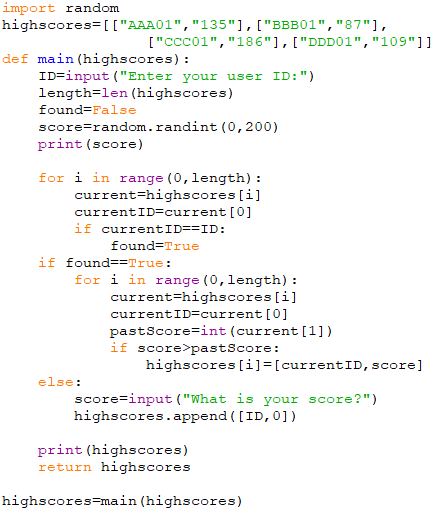 import random
highscores=[["AAA01","135"],["BBB01","87"],
                ["CCC01","186"],["DDD01","109"]]
def main(highscores):
    ID=input("Enter your user ID:")
    length=len(highscores)
    found=False
    score=random.randint(0,200)
    print(score)

    for i in range(0,length):
        current=highscores[i]
        currentID=current[0]
        if currentID==ID:
            found=True
    if found==True:
        for i in range(0,length):
            current=highscores[i]
            currentID=current[0]
            pastScore=int(current[1])
            if score>pastScore:
                highscores[i]=[currentID,score]
    else:
        score=input("What is your score?")
        highscores.append([ID,0])

    print(highscores)
    return highscores

highscores=main(highscores)